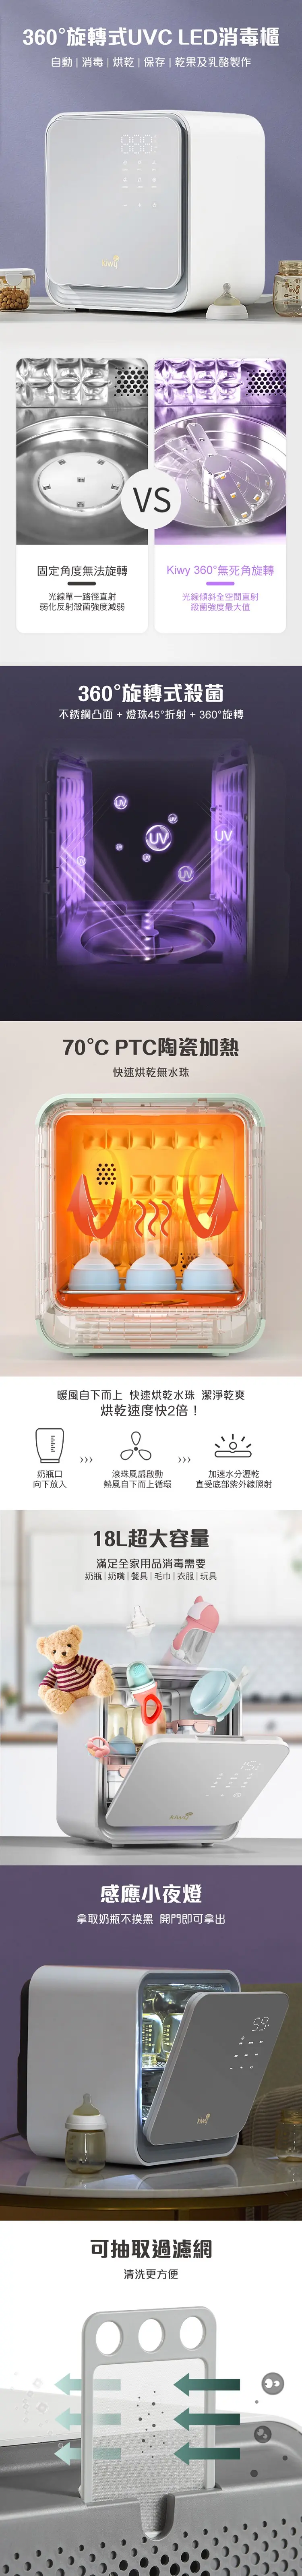 360°旋轉式UVC LED消毒櫃
自動 | 消毒 | 烘乾 | 保存 | 乾果及乳酪製作
Kiwy
VS
固定角度無法旋轉
光線單一路徑直射
弱化反射殺菌強度減弱
Kiwy 360°無死角旋轉
光線傾斜全空間直射
殺菌強度最大值
360°旋轉式殺菌
不銹鋼凸面 + 燈珠45°折射 + 360°旋轉
UV
UV
UV
UV
UV
UV
UV
70°C PTC陶瓷加熱
快速烘乾無水珠
暖風自下而上 快速烘乾水珠 潔淨乾爽
烘乾速度快2倍！
奶瓶口
向下放入
滾珠風扇啟動
熱風自下而上循環
加速水分瀝乾
直受底部紫外線照射
18L超大容量
滿足全家用品消毒需要
奶瓶 | 奶嘴 | 餐具 | 毛巾 | 衣服 | 玩具
感應小夜燈
拿取奶瓶不摸黑 開門即可拿出
59
kiwy
可抽取過濾網
清洗更方便